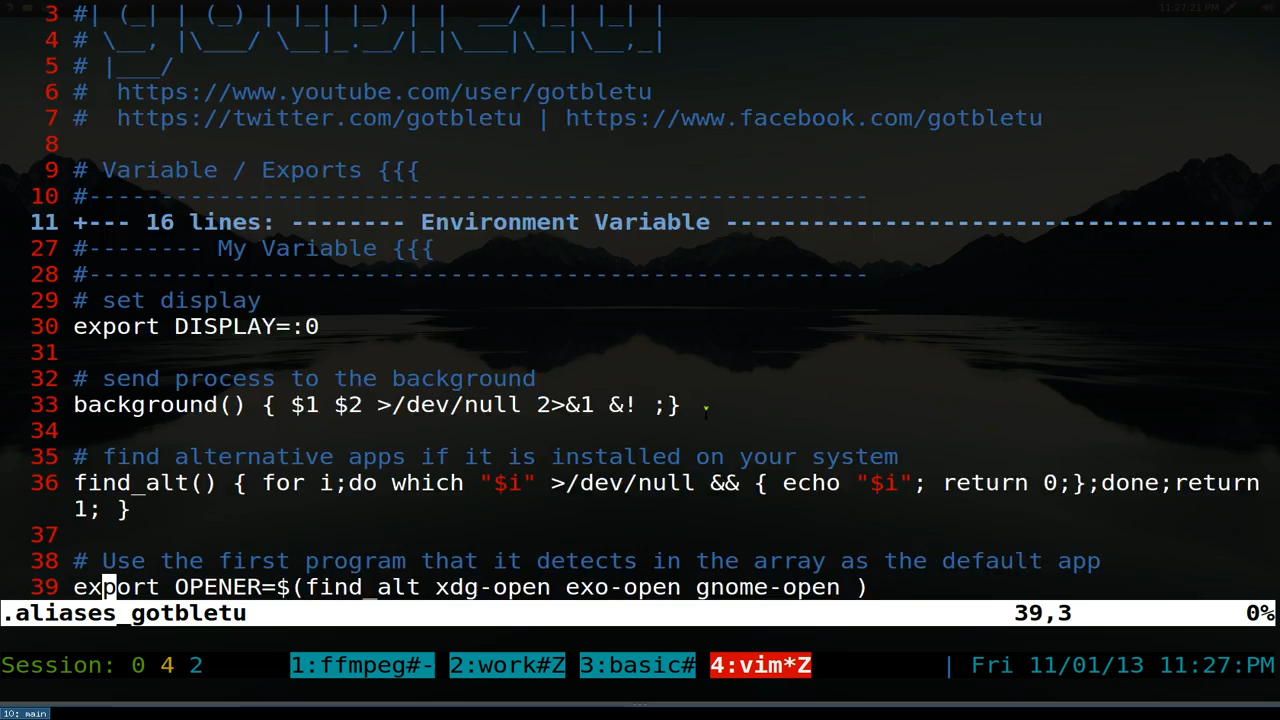 11:27:21
3 #| (_| | (_) | |_| |_) | |  __/ |_| |_| |
4 # \__, |\___/ \__|_.__/|_|\___|\__|\__,_|
5 # |___/
6 #  https://www.youtube.com/user/gotbletu
7 #  https://twitter.com/gotbletu | https://www.facebook.com/gotbletu
8
9 # Variable / Exports {{{
10 #------------------------------------------------------
11 +--- 16 lines: -------- Environment Variable --------------------------------------
27 #-------- My Variable {{{
28 #------------------------------------------------------
29 # set display
30 export DISPLAY=:0
31
32 # send process to the background
33 background() { $1 $2 >/dev/null 2>&1 &! ;}
34
35 # find alternative apps if it is installed on your system
36 find_alt() { for i;do which "$i" >/dev/null && { echo "$i"; return 0;};done;return
1; }
37
38 # Use the first program that it detects in the array as the default app
39 export OPENER=$(find_alt xdg-open exo-open gnome-open )
.aliases_gotbletu 39,3 0%
Session: 0 4 2 1:ffmpeg#- 2:work#Z 3:basic# 4:vim*Z | Fri 11/01/13 11:27:PM
10: main